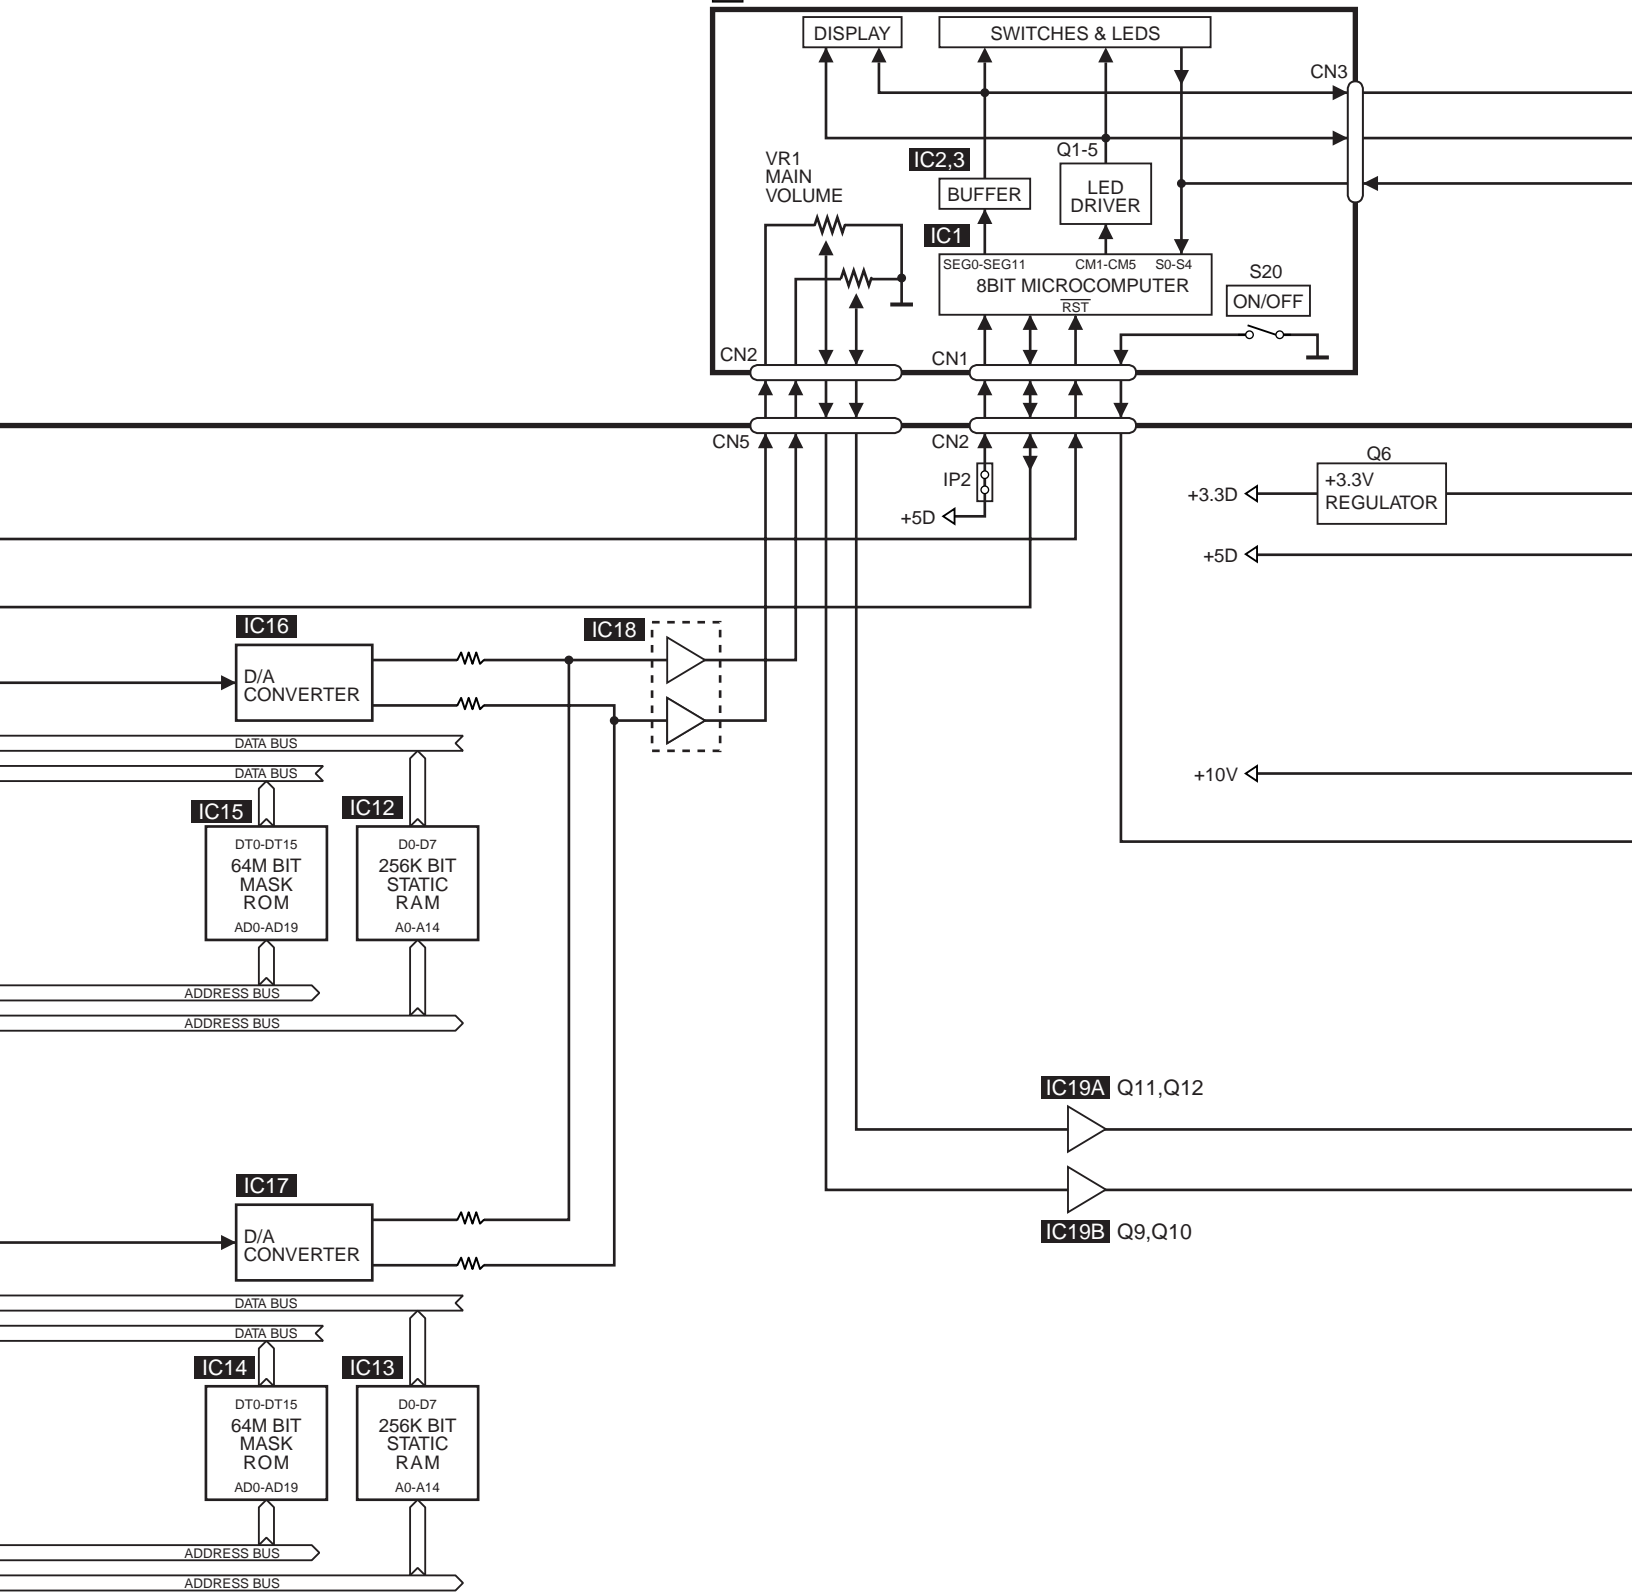 DISPLAY
SWITCHES & LEDS
CN3
VR1
MAIN
VOLUME
IC2,3
Q1-5
BUFFER
LED
DRIVER
IC1
SEG0-SEG11
CM1-CM5
S0-S4
8BIT MICROCOMPUTER
RST
S20
ON/OFF
CN2
CN1
CN5
CN2
IP2
+5D
Q6
+3.3D
+3.3V
REGULATOR
+5D
IC16
IC18
D/A
CONVERTER
DATA BUS
DATA BUS
+10V
IC15
IC12
DT0-DT15
64M BIT
MASK
ROM
AD0-AD19
D0-D7
256K BIT
STATIC
RAM
A0-A14
ADDRESS BUS
ADDRESS BUS
IC19A Q11,Q12
IC17
D/A
CONVERTER
IC19B Q9,Q10
DATA BUS
DATA BUS
IC14
IC13
DT0-DT15
64M BIT
MASK
ROM
AD0-AD19
D0-D7
256K BIT
STATIC
RAM
A0-A14
ADDRESS BUS
ADDRESS BUS